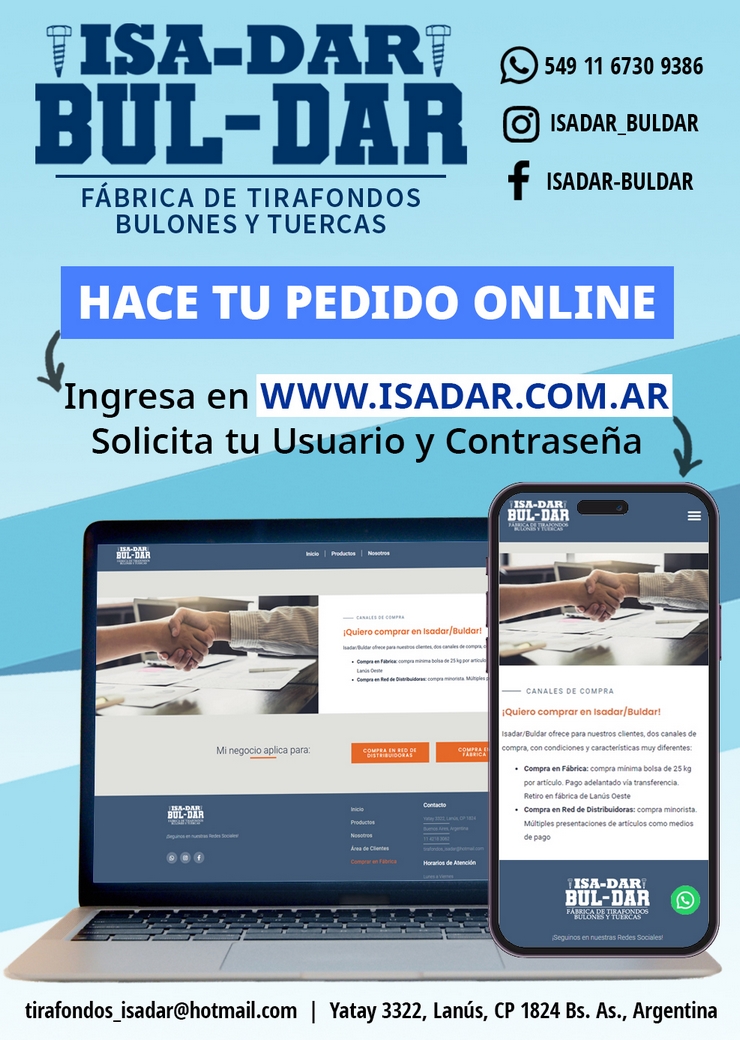 ISA-DAR
BUL-DAR
FÁBRICA DE TIRAFONDOS
BULONES Y TUERCAS
549 11 6730 9386
ISADAR_BULDAR
ISADAR-BULDAR
HACE TU PEDIDO ONLINE
Ingresa en WWW.ISADAR.COM.AR
Solicita tu Usuario y Contraseña
ISA-DAR
BUL-DAR
FÁBRICA DE TIRAFONDOS
BULONES Y TUERCAS
Inicio | Productos | Nosotros
CANALES DE COMPRA
¡Quiero comprar en Isadar/Buldar!
Isadar/Buldar ofrece para nuestros clientes, dos canales de compra,
Compra en Fábrica: compra mínima bolsa de 25 kg por artículo
Lanús Oeste
Compra en Red de Distribuidoras: compra minorista. Múltiples
Mi negocio aplica para:
COMPRA EN RED DE
DISTRIBUIDORAS
COMPRA EN
FÁBRICA
ISA-DAR
BUL-DAR
¡Seguinos en nuestras Redes Sociales!
Inicio
Productos
Nosotros
Área de Clientes
Comprar en Fábrica
Contacto
Yatay 3322, Lanús, CP 1824
Buenos Aires, Argentina
tirafondos_isadar@hotmail.com
Horarios de Atención
Lunes a Viernes
ISA-DAR
BUL-DAR
FÁBRICA DE TIRAFONDOS
BULONES Y TUERCAS
CANALES DE COMPRA
¡Quiero comprar en Isadar/Buldar!
Isadar/Buldar ofrece para nuestros clientes, dos canales de
compra, con condiciones y características muy diferentes:
Compra en Fábrica: compra mínima bolsa de 25 kg
por artículo. Pago adelantado vía transferencia.
Retiro en fábrica de Lanús Oeste
Compra en Red de Distribuidoras: compra minorista.
Múltiples presentaciones de artículos como medios
de pago
ISA-DAR
BUL-DAR
FÁBRICA DE TIRAFONDOS
BULONES Y TUERCAS
¡Seguinos en nuestras Redes Sociales!
tirafondos_isadar@hotmail.com | Yatay 3322, Lanús, CP 1824 Bs. As., Argentina